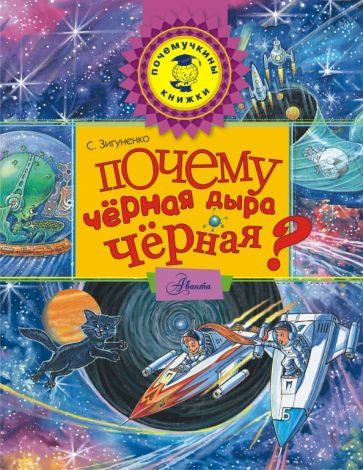 почемучкины
книжки
С. Зигуненко
почему
чёрная дыра
чёрная?
Аванта
П
Б